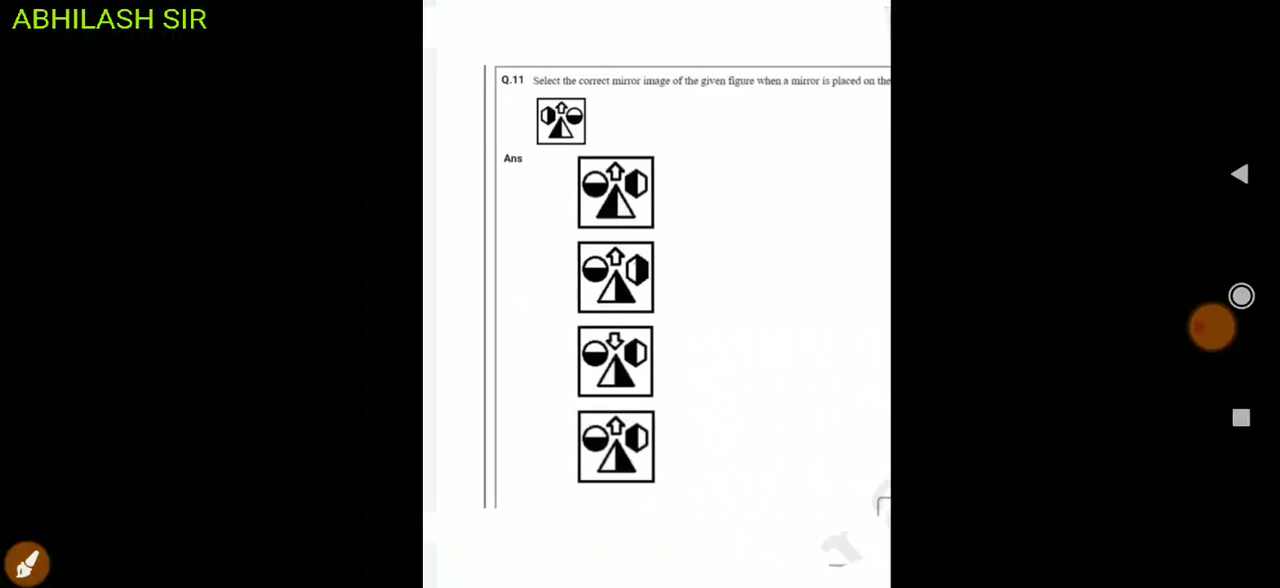 ABHILASH SIR
Q.11 Select the correct mirror image of the given figure when a mirror is placed on the
Ans